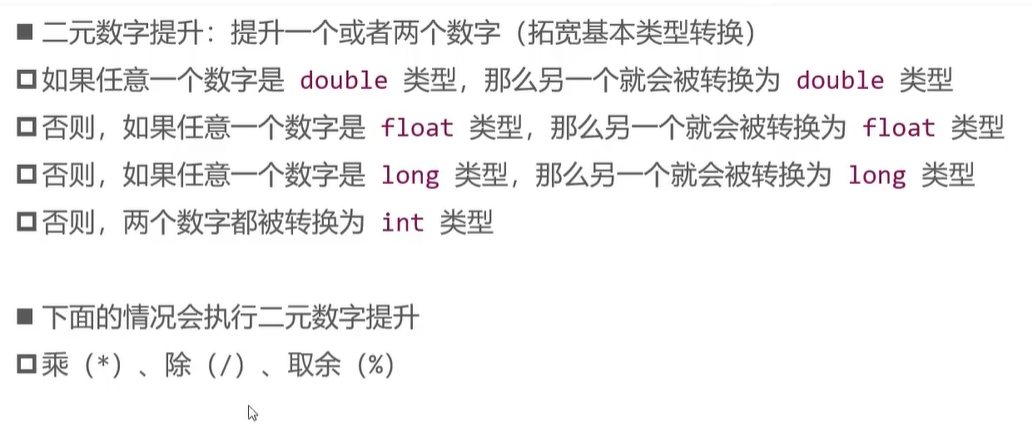 ■ 二元数字提升：提升一个或者两个数字（拓宽基本类型转换）
□ 如果任意一个数字是 double 类型，那么另一个就会被转换为 double 类型
□ 否则，如果任意一个数字是 float 类型，那么另一个就会被转换为 float 类型
□ 否则，如果任意一个数字是 long 类型，那么另一个就会被转换为 long 类型
□ 否则，两个数字都被转换为 int 类型
■ 下面的情况会执行二元数字提升
□ 乘（*）、除（/）、取余（%）